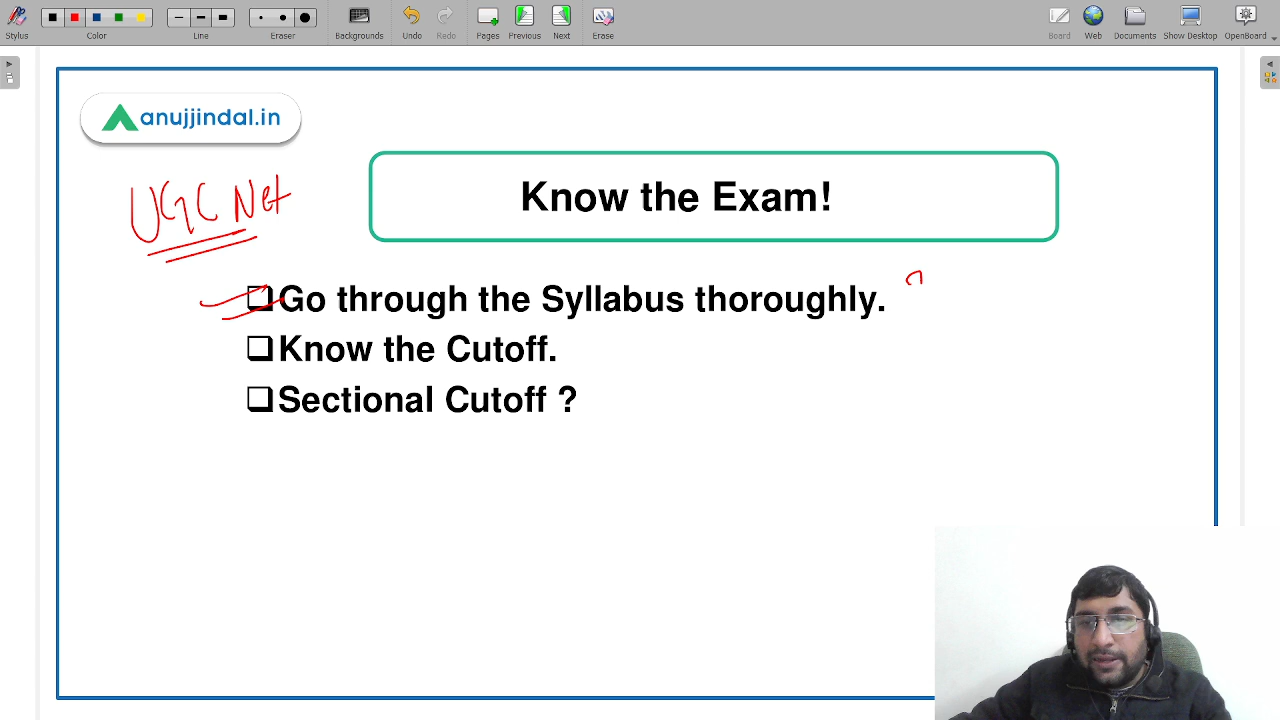 Stylus
Color
Line
Eraser
Backgrounds
Undo
Redo
Pages
Previous
Next
Erase
Board
Web
Documents
Show Desktop
OpenBoard
anujjindal.in
Know the Exam!
UGC Net
Go through the Syllabus thoroughly.
Know the Cutoff.
Sectional Cutoff ?